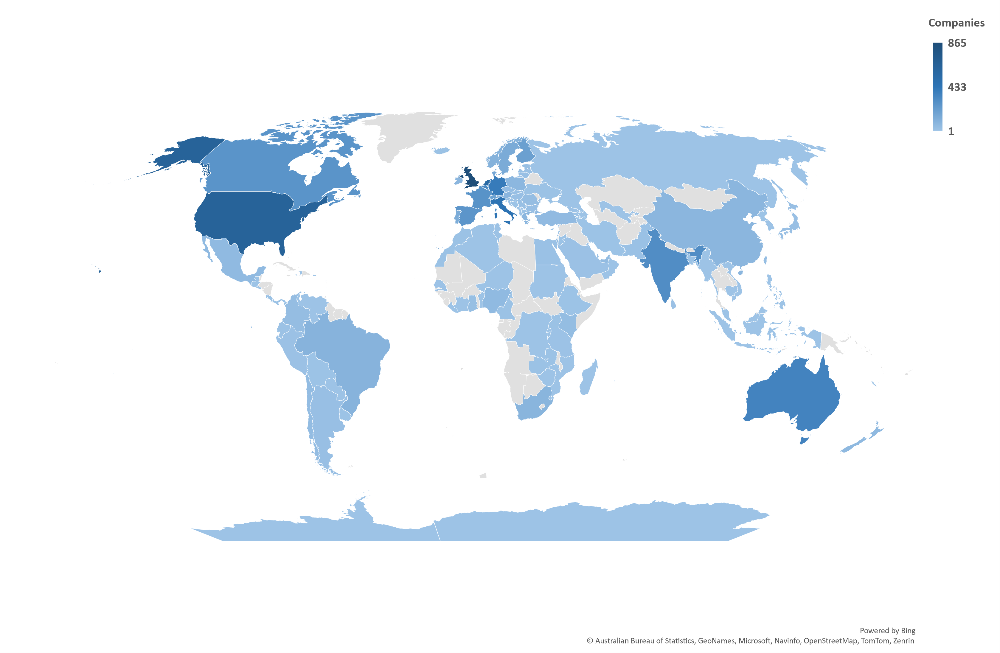 Companies
865
433
1
Powered by Bing
© Australian Bureau of Statistics, GeoNames, Microsoft, Navinfo, OpenStreetMap, TomTom, Zenrin